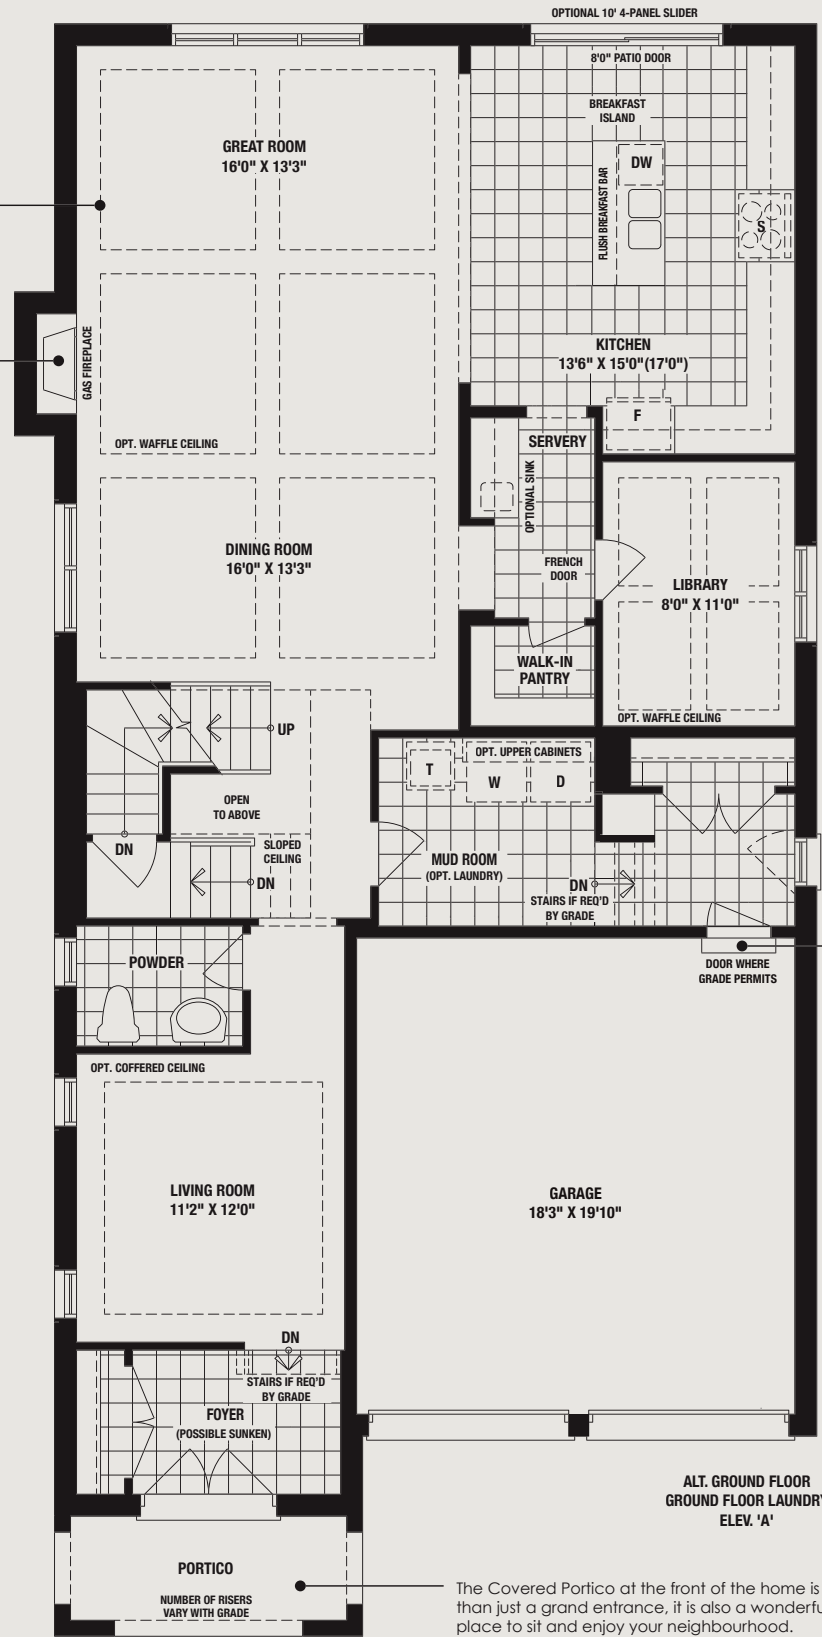 OPTIONAL 10' 4-PANEL SLIDER
8'0" PATIO DOOR
BREAKFAST
ISLAND
GREAT ROOM
16'0" X 13'3"
DW
FLUSH BREAKFAST BAR
S
GAS FIREPLACE
KITCHEN
13'6" X 15'0"(17'0")
F
OPT. WAFFLE CEILING
SERVERY
OPTIONAL SINK
DINING ROOM
16'0" X 13'3"
FRENCH
DOOR
LIBRARY
8'0" X 11'0"
WALK-IN
PANTRY
OPT. WAFFLE CEILING
UP
OPT. UPPER CABINETS
T
W
D
OPEN
TO ABOVE
DN
SLOPED
CEILING
MUD ROOM
(OPT. LAUNDRY)
DN
DN
STAIRS IF REQ'D
BY GRADE
POWDER
DOOR WHERE
GRADE PERMITS
OPT. COFFERED CEILING
LIVING ROOM
11'2" X 12'0"
GARAGE
18'3" X 19'10"
DN
STAIRS IF REQ'D
BY GRADE
FOYER
(POSSIBLE SUNKEN)
ALT. GROUND FLOOR
GROUND FLOOR LAUNDRY
ELEV. 'A'
PORTICO
NUMBER OF RISERS
VARY WITH GRADE
The Covered Portico at the front of the home is
than just a grand entrance, it is also a wonderfu
place to sit and enjoy your neighbourhood.